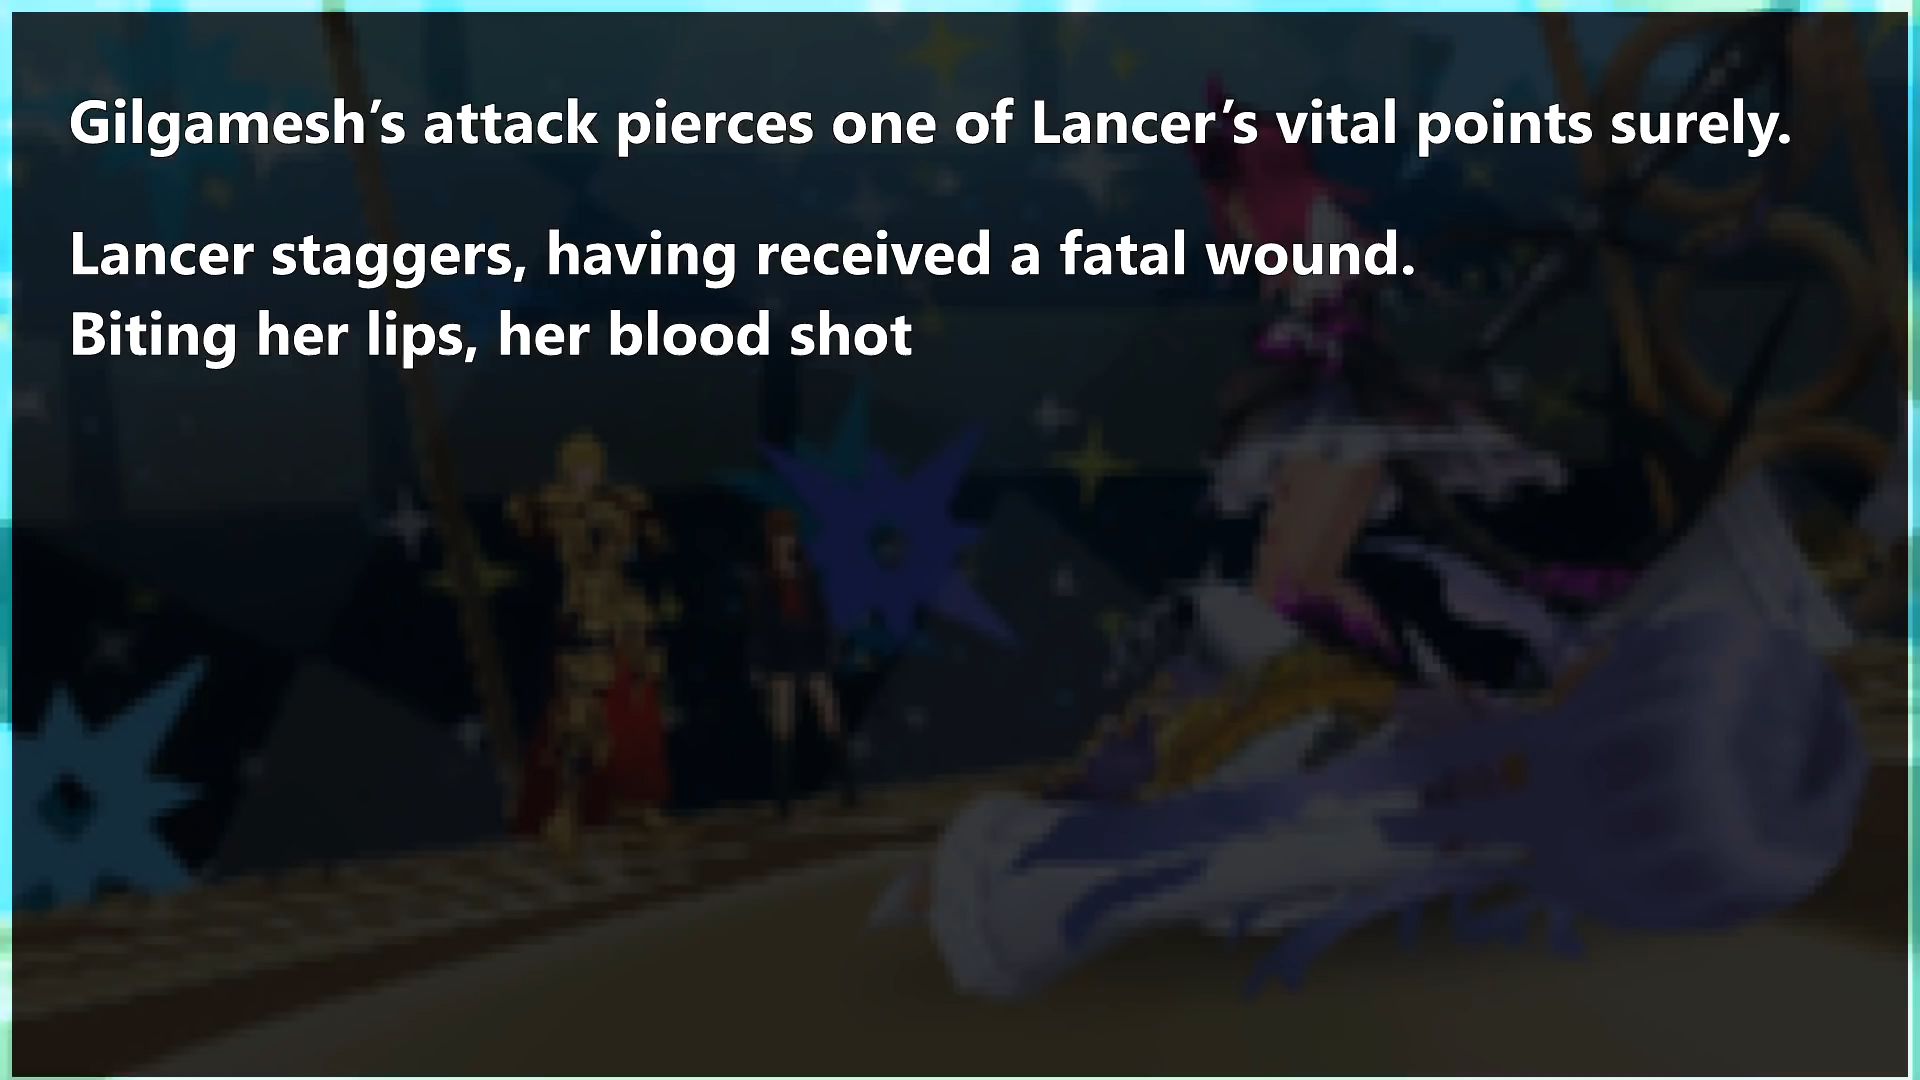 Gilgamesh’s attack pierces one of Lancer’s vital points surely.
Lancer staggers, having received a fatal wound.
Biting her lips, her blood shot